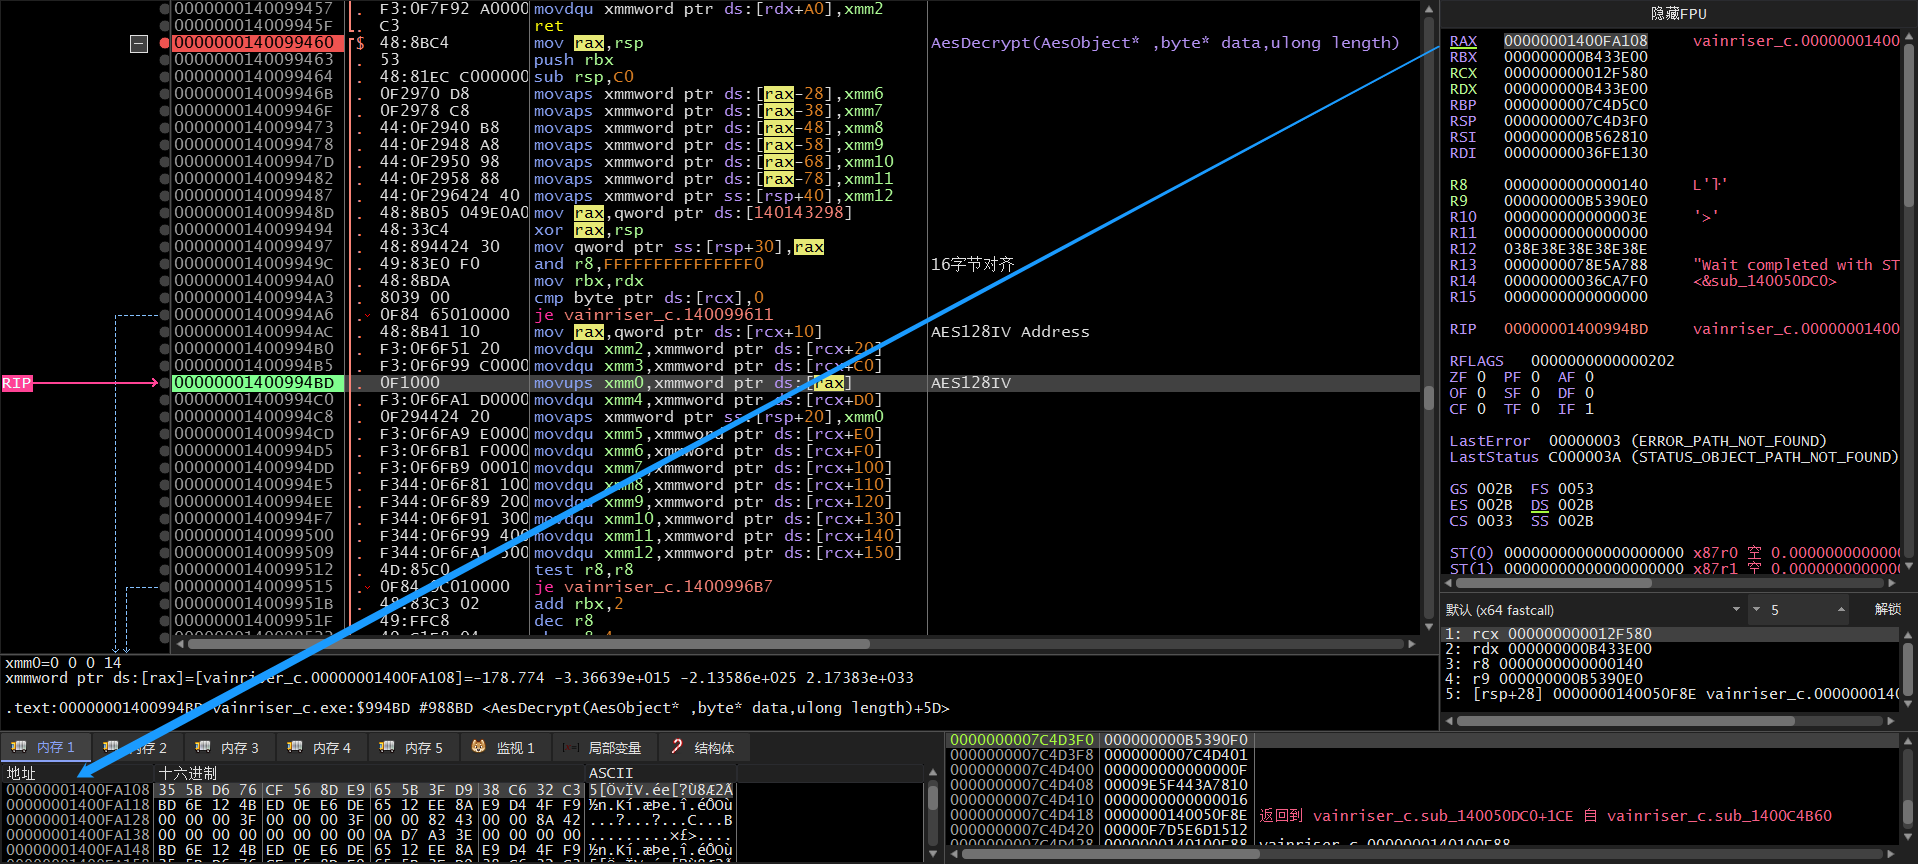 0000000140099457 . F3:0F7F92 A0000 movdqu xmmword ptr ds:[rdx+A0],xmm2
000000014009945F . C3 ret
0000000140099460 $ 48:8BC4 mov rax,rsp AesDecrypt(AesObject* ,byte* data,ulong length)
0000000140099463 . 53 push rbx
0000000140099464 . 48:81EC C000000 sub rsp,C0
000000014009946B . 0F2970 D8 movaps xmmword ptr ds:[rax-28],xmm6
000000014009946F . 0F2978 C8 movaps xmmword ptr ds:[rax-38],xmm7
0000000140099473 . 44:0F2940 B8 movaps xmmword ptr ds:[rax-48],xmm8
0000000140099478 . 44:0F2948 A8 movaps xmmword ptr ds:[rax-58],xmm9
000000014009947D . 44:0F2950 98 movaps xmmword ptr ds:[rax-68],xmm10
0000000140099482 . 44:0F2958 88 movaps xmmword ptr ds:[rax-78],xmm11
0000000140099487 . 44:0F296424 40 movaps xmmword ptr ss:[rsp+40],xmm12
000000014009948D . 48:8B05 049E0A0 mov rax,qword ptr ds:[140143298]
0000000140099494 . 48:33C4 xor rax,rsp
0000000140099497 . 48:894424 30 mov qword ptr ss:[rsp+30],rax
000000014009949C . 49:83E0 F0 and r8,FFFFFFFFFFFFFFF0 16字节对齐
00000001400994A0 . 48:8BDA mov rbx,rdx
00000001400994A3 . 8039 00 cmp byte ptr ds:[rcx],0
00000001400994A6 . 0F84 65010000 je vainriser_c.140099611
00000001400994AC . 48:8B41 10 mov rax,qword ptr ds:[rcx+10] AES128IV Address
00000001400994B0 . F3:0F6F51 20 movdqu xmm2,xmmword ptr ds:[rcx+20]
00000001400994B5 . F3:0F6F99 C0000 movdqu xmm3,xmmword ptr ds:[rcx+C0]
RIP 00000001400994BD . 0F1000 movups xmm0,xmmword ptr ds:[rax] AES128IV
00000001400994C0 . F3:0F6FA1 D0000 movdqu xmm4,xmmword ptr ds:[rcx+D0]
00000001400994C8 . 0F294424 20 movaps xmmword ptr ss:[rsp+20],xmm0
00000001400994CD . F3:0F6FA9 E0000 movdqu xmm5,xmmword ptr ds:[rcx+E0]
00000001400994D5 . F3:0F6FB1 F0000 movdqu xmm6,xmmword ptr ds:[rcx+F0]
00000001400994DD . F3:0F6FB9 00010 movdqu xmm7,xmmword ptr ds:[rcx+100]
00000001400994E5 . F344:0F6F81 100 movdqu xmm8,xmmword ptr ds:[rcx+110]
00000001400994EE . F344:0F6F89 200 movdqu xmm9,xmmword ptr ds:[rcx+120]
00000001400994F7 . F344:0F6F91 300 movdqu xmm10,xmmword ptr ds:[rcx+130]
0000000140099500 . F344:0F6F99 400 movdqu xmm11,xmmword ptr ds:[rcx+140]
0000000140099509 . F344:0F6FA1 500 movdqu xmm12,xmmword ptr ds:[rcx+150]
0000000140099512 . 4D:85C0 test r8,r8
0000000140099515 . 0F84 9C010000 je vainriser_c.1400996B7
000000014009951B . 48:83C3 02 add rbx,2
000000014009951F . 49:FFC8 dec r8
xmm0=0 0 0 14
xmmword ptr ds:[rax]=[vainriser_c.00000001400FA108]=-178.774 -3.36639e+015 -2.13586e+025 2.17383e+033
.text:00000001400994BD vainriser_c.exe:$994BD #988BD <AesDecrypt(AesObject* ,byte* data,ulong length)+5D>
隐藏FPU
RAX 00000001400FA108 vainriser_c.00000001400
RBX 000000000B433E00
RCX 000000000012F580
RDX 000000000B433E00
RBP 0000000007C4D5C0
RSP 0000000007C4D3F0
RSI 000000000B562810
RDI 00000000036FE130
R8 0000000000000140
R9 000000000B5390E0
R10 000000000000003E '>'
R11 0000000000000000
R12 038E38E38E38E38E
R13 0000000078E5A788 "Wait completed with ST
R14 00000000036CA7F0 <&sub_140050DC0>
R15 0000000000000000
RIP 00000001400994BD vainriser_c.00000001400
RFLAGS 0000000000000202
ZF 0 PF 0 AF 0
OF 0 SF 0 DF 0
CF 0 TF 0 IF 1
LastError 00000003 (ERROR_PATH_NOT_FOUND)
LastStatus C000003A (STATUS_OBJECT_PATH_NOT_FOUND)
GS 002B FS 0053
ES 002B DS 002B
CS 0033 SS 002B
ST(0) 00000000000000000000 x87r0 空 0.000000000000
ST(1) 00000000000000000000 x87r1 空 0.000000000000
默认 (x64 fastcall) 5 解锁
1: rcx 000000000012F580
2: rdx 000000000B433E00
3: r8 0000000000000140
4: r9 000000000B5390E0
5: [rsp+28] 0000000140050F8E vainriser_c.0000000140
内存 1 内存 2 内存 3 内存 4 内存 5 监视 1 局部变量 结构体
地址 十六进制 ASCII
00000001400FA108 35 5B D6 76 CF 56 8D E9 65 5B 3F D9 38 C6 32 C3 5[ÖvÏV.ée[?Ù8Æ2Ã
00000001400FA118 BD 6E 12 4B ED 0E E6 DE 65 12 EE 8A E9 D4 4F F9 ½n.Kí.æÞe.î.éÔOù
00000001400FA128 00 00 00 3F 00 00 00 3F 00 00 82 43 00 00 8A 42 ...?...?...C...B
00000001400FA138 00 00 00 00 00 00 00 00 0A D7 A3 3E 00 00 00 00 .........×£>....
00000001400FA148 BD 6E 12 4B ED 0E E6 DE 65 12 EE 8A E9 D4 4F F9 ½n.Kí.æÞe.î.éÔOù
0000000007C4D3F0 000000000B5390F0
0000000007C4D3F8 0000000007C4D401
0000000007C4D400 000000000000000F
0000000007C4D408 00009E5F443A7810
0000000007C4D410 0000000000000016
0000000007C4D418 0000000140050F8E 返回到 vainriser_c.sub_140050DC0+1CE 自 vainriser_c.sub_1400C4B60
0000000007C4D420 00000F7D5E6D1512